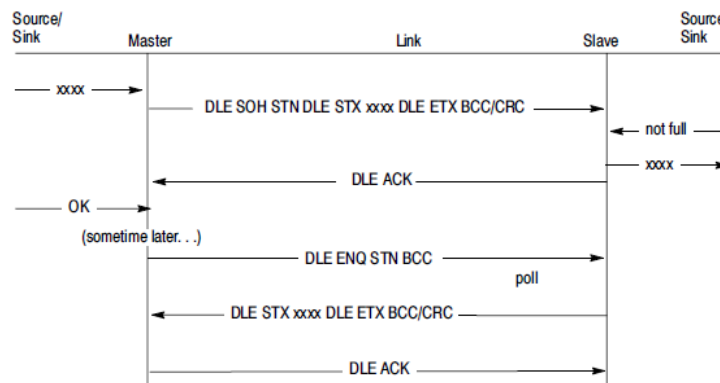 Source/
Sink
Master
Link
Slave
Source
Sink
xxxx
DLE SOH STN DLE STX xxxx DLE ETX BCC/CRC
not full
xxxx
DLE ACK
OK
(sometime later. . .)
DLE ENQ STN BCC
poll
DLE STX xxxx DLE ETX BCC/CRC
DLE ACK